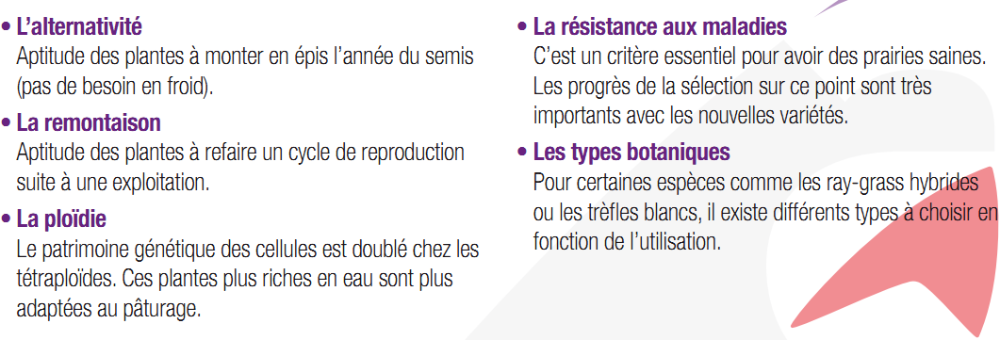 • L'alternativité
Aptitude des plantes à monter en épis l'année du semis
(pas de besoin en froid).
• La remontaison
Aptitude des plantes à refaire un cycle de reproduction
suite à une exploitation.
• La ploïdie
Le patrimoine génétique des cellules est doublé chez les
tétraploïdes. Ces plantes plus riches en eau sont plus
adaptées au pâturage.
• La résistance aux maladies
C'est un critère essentiel pour avoir des prairies saines.
Les progrès de la sélection sur ce point sont très
importants avec les nouvelles variétés.
• Les types botaniques
Pour certaines espèces comme les ray-grass hybrides
ou les trèfles blancs, il existe différents types à choisir en
fonction de l'utilisation.